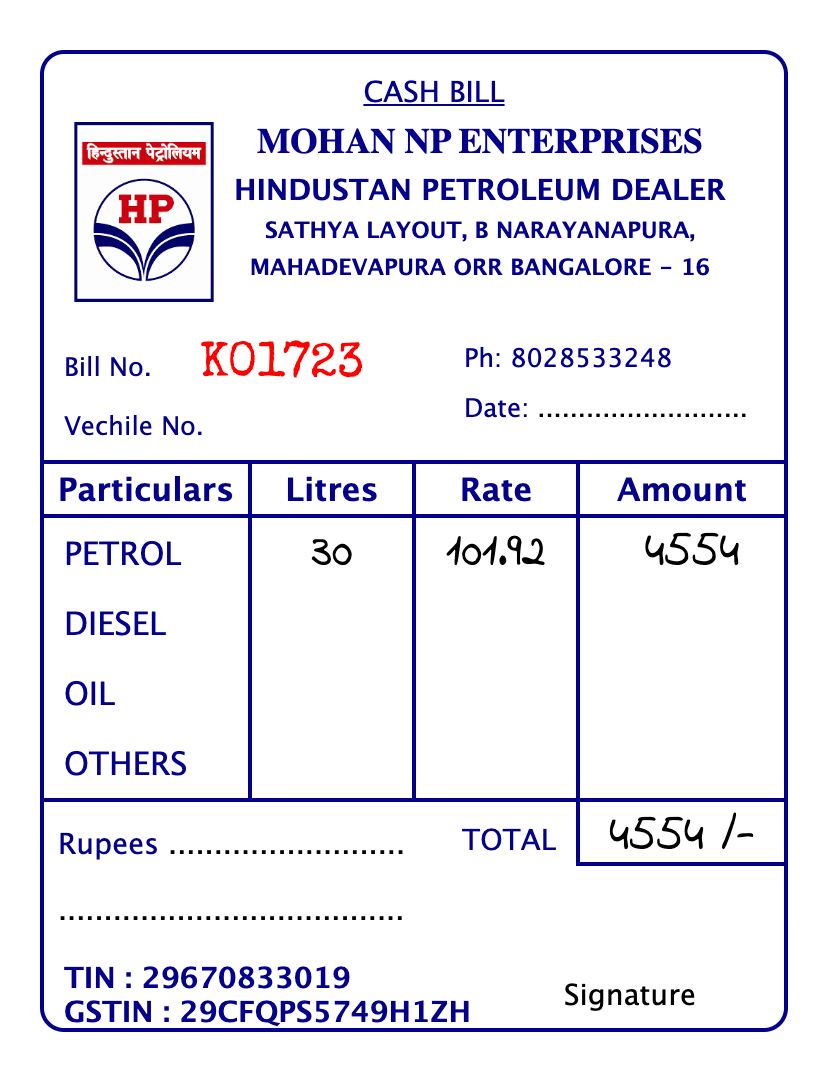 CASH BILL
हिन्दुस्तान पेट्रोलियम
HP
MOHAN NP ENTERPRISES
HINDUSTAN PETROLEUM DEALER
SATHYA LAYOUT, B NARAYANAPURA,
MAHADEVAPURA ORR BANGALORE - 16
Bill No. KO1723
Ph: 8028533248
Vechile No.
Date: ..........................
Particulars Litres Rate Amount
PETROL 30 101.92 4554
DIESEL
OIL
OTHERS
Rupees ..........................
TOTAL 4554 /-
......................................
TIN : 29670833019
GSTIN : 29CFQPS5749H1ZH
Signature